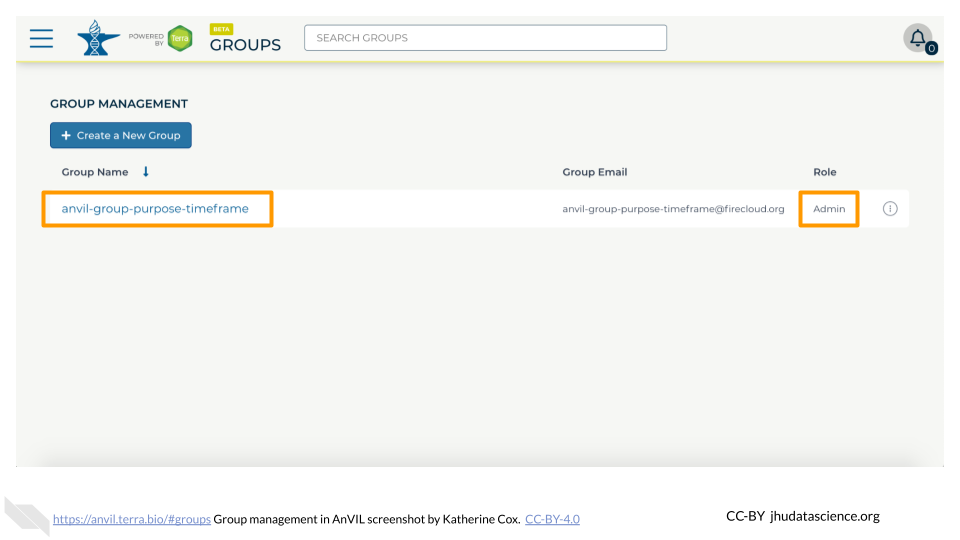 POWERED BY
Terra
BETA
GROUPS
SEARCH GROUPS
0
GROUP MANAGEMENT
+ Create a New Group
Group Name ↓ Group Email Role
anvil-group-purpose-timeframe anvil-group-purpose-timeframe@firecloud.org Admin
https://anvil.terra.bio/#groups Group management in AnVIL screenshot by Katherine Cox. CC-BY-4.0
CC-BY jhudatascience.org